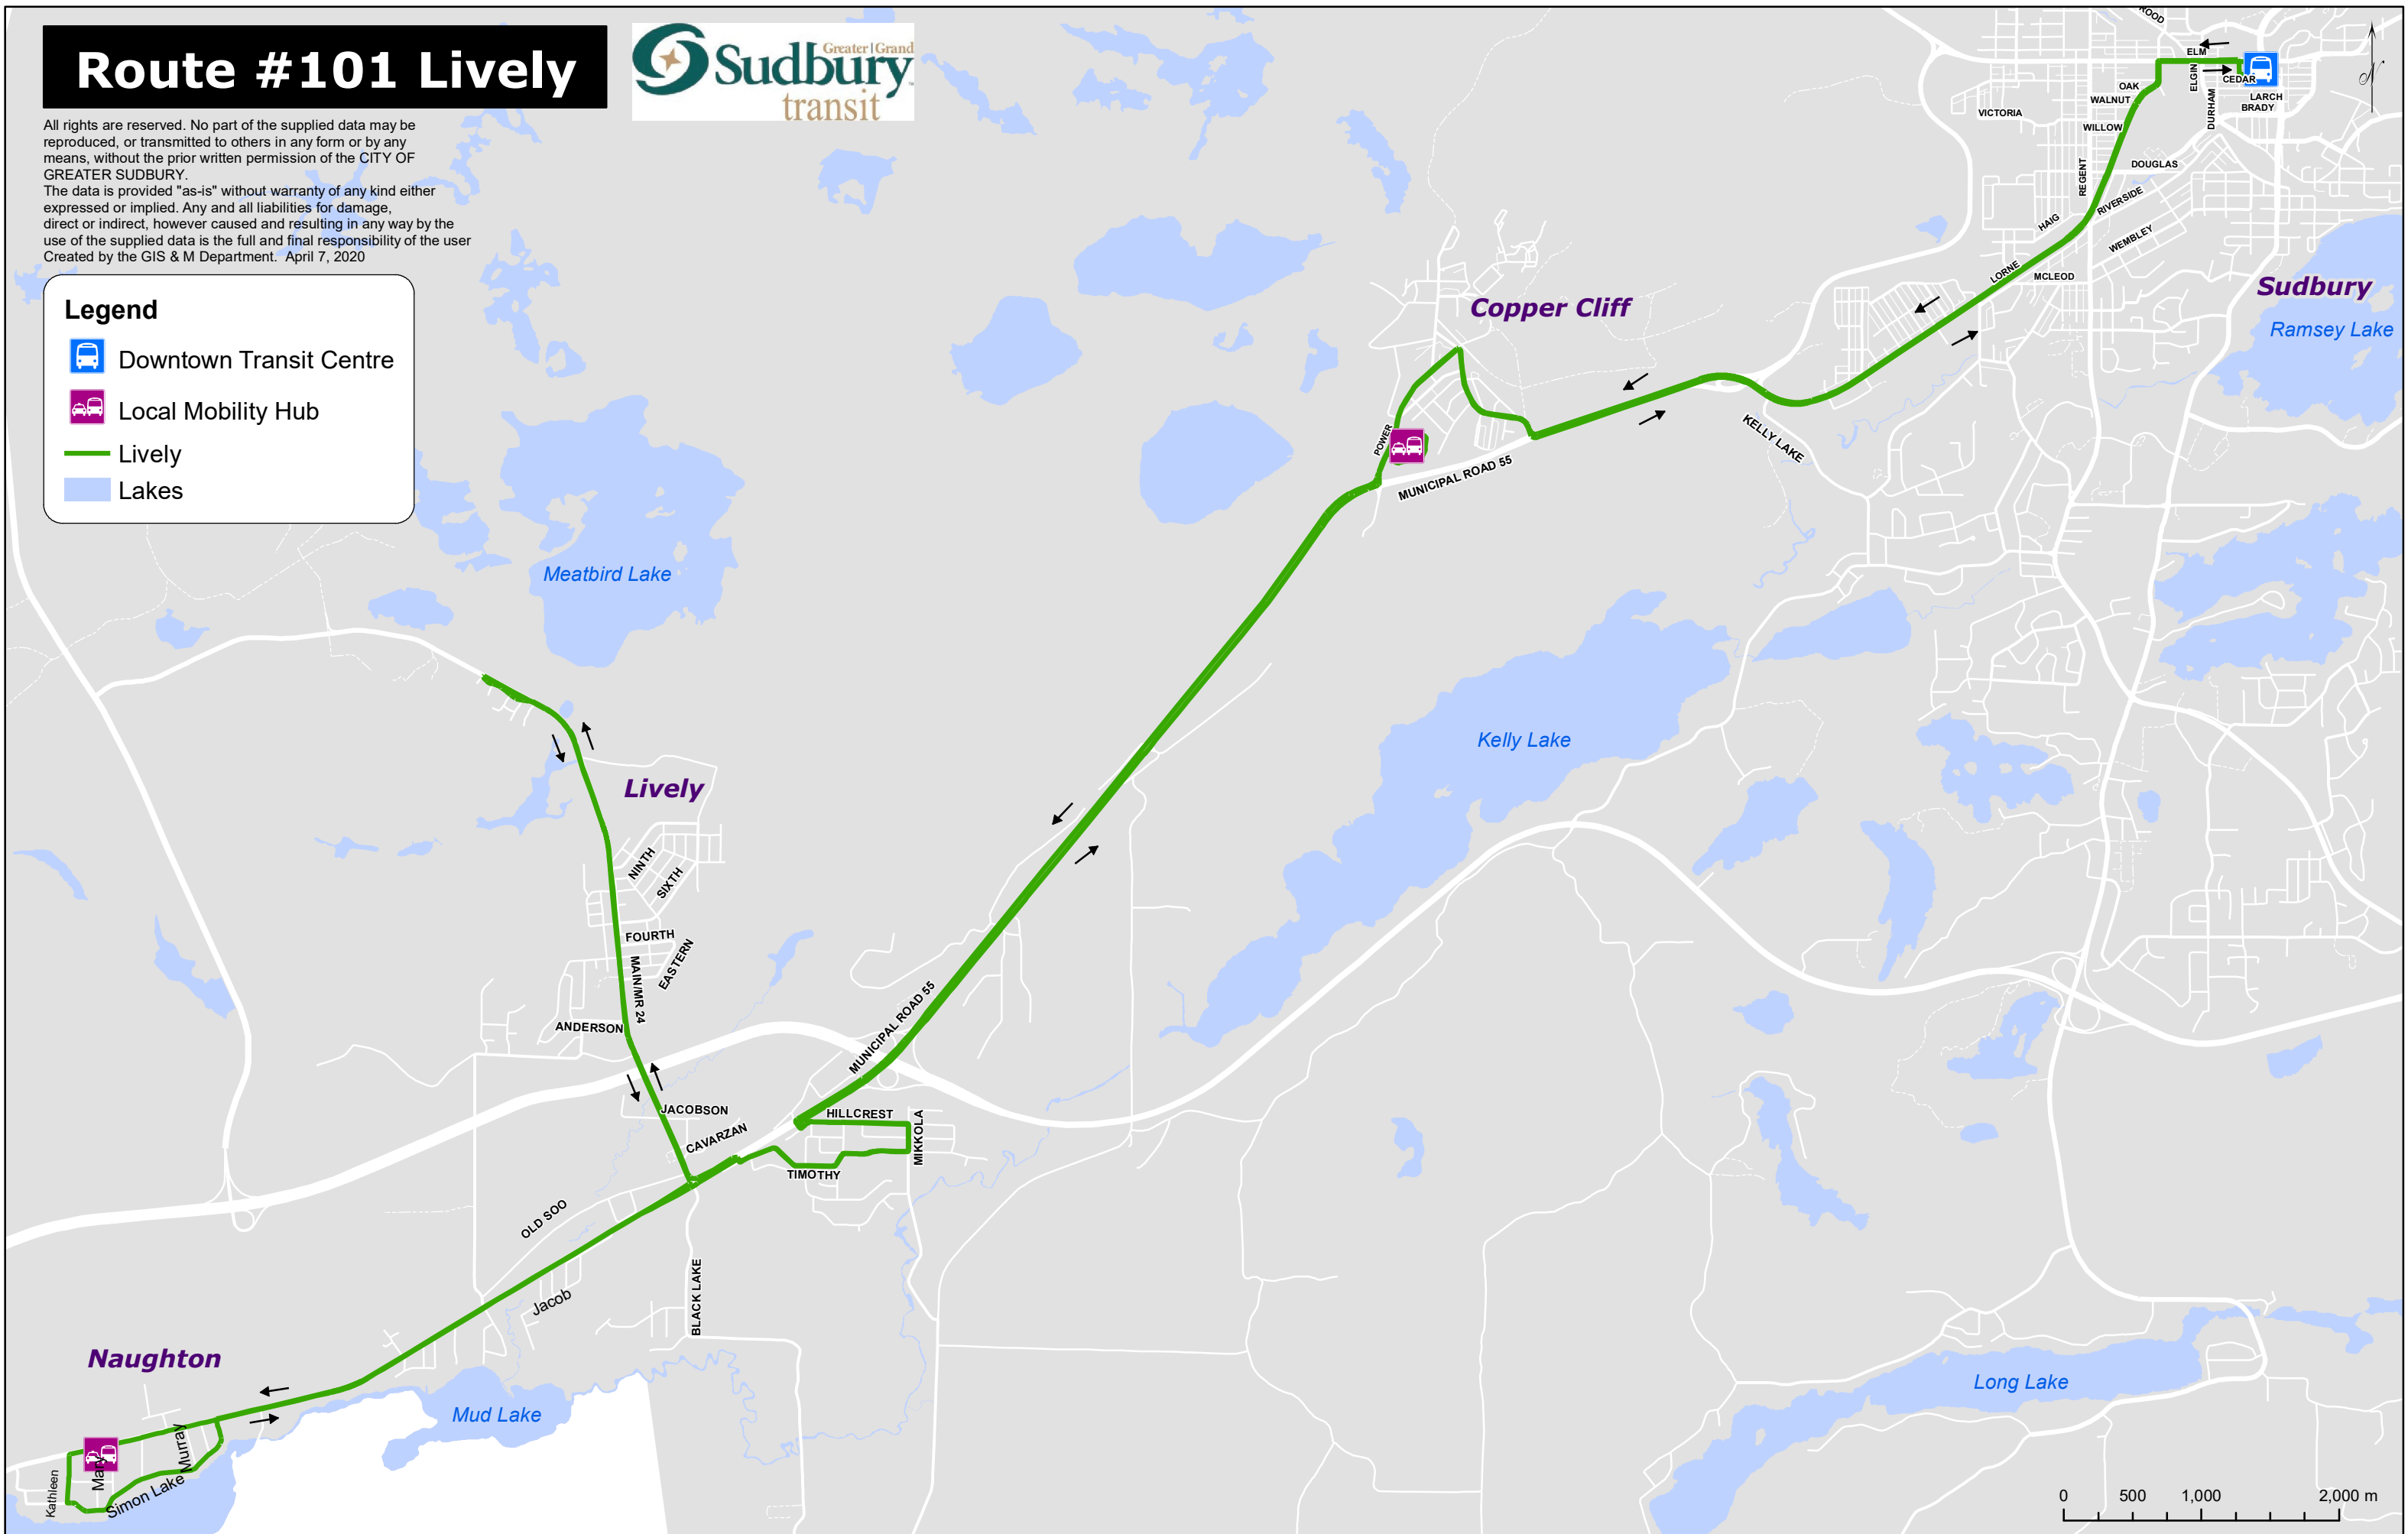 Route #101 Lively
Greater|Grand
Sudbury
transit
All rights are reserved. No part of the supplied data may be
reproduced, or transmitted to others in any form or by any
means, without the prior written permission of the CITY OF
GREATER SUDBURY.
The data is provided "as-is" without warranty of any kind either
expressed or implied. Any and all liabilities for damage,
direct or indirect, however caused and resulting in any way by the
use of the supplied data is the full and final responsibility of the user
Created by the GIS & M Department. April 7, 2020
Legend
Downtown Transit Centre
Local Mobility Hub
Lively
Lakes
N
ELM
ELGIN
CEDAR
OAK
WALNUT
LARCH
BRADY
DURHAM
VICTORIA
WILLOW
DOUGLAS
REGENT
RIVERSIDE
HAIG
WEMBLEY
LORNE
MCLEOD
Sudbury
Ramsey Lake
Copper Cliff
POWER
MUNICIPAL ROAD 55
KELLY LAKE
Meatbird Lake
Kelly Lake
Lively
NINTH
SIXTH
FOURTH
EASTERN
MAIN/MR 24
ANDERSON
MUNICIPAL ROAD 55
JACOBSON
CAVARZAN
HILLCREST
MIKKOLA
TIMOTHY
OLD SOO
BLACK LAKE
Jacob
Naughton
Mud Lake
Long Lake
Murray
Mary
Kathleen
Simon Lake
0 500 1,000 2,000 m